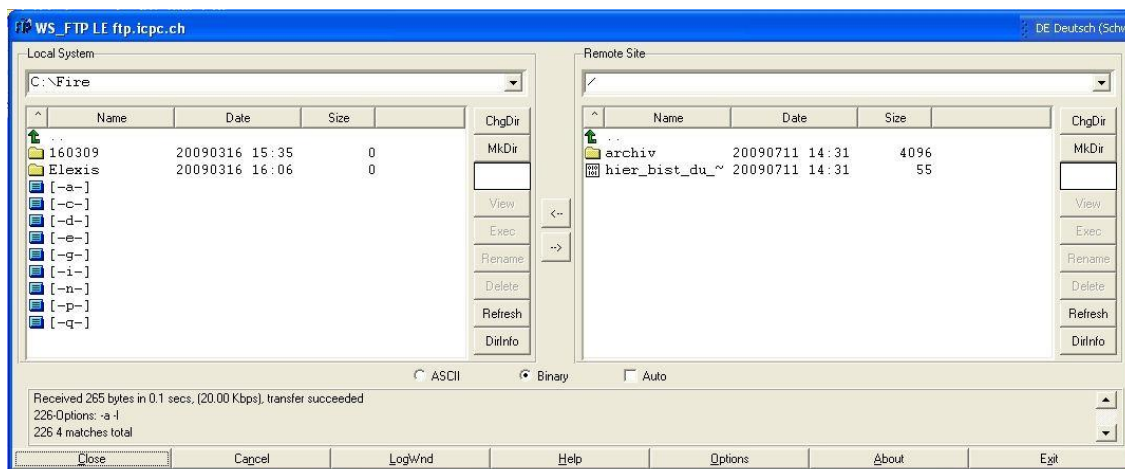 WS_FTP LE ftp.icpc.ch
DE Deutsch (Schw
Local System
C:\Fire
^ Name Date Size
..
160309 20090316 15:35 0
Elexis 20090316 16:06 0
[-a-]
[-c-]
[-d-]
[-e-]
[-g-]
[-i-]
[-n-]
[-p-]
[-q-]
ChgDir
MkDir
View
Exec
Rename
Delete
Refresh
DirInfo
<--
-->
Remote Site
/
^ Name Date Size
..
archiv 20090711 14:31 4096
hier_bist_du_~ 20090711 14:31 55
ChgDir
MkDir
View
Exec
Rename
Delete
Refresh
DirInfo
ASCII Binary Auto
Received 265 bytes in 0.1 secs, (20.00 Kbps), transfer succeeded
226-Options: -a -l
226 4 matches total
Close Cancel LogWnd Help Options About Exit